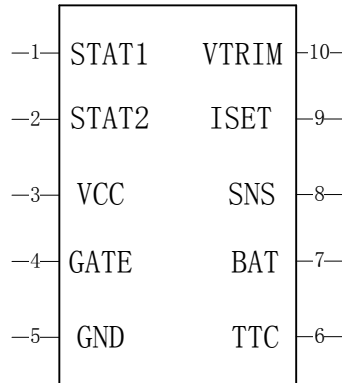 1 STAT1 VTRIM 10
2 STAT2 ISET 9
3 VCC SNS 8
4 GATE BAT 7
5 GND TTC 6